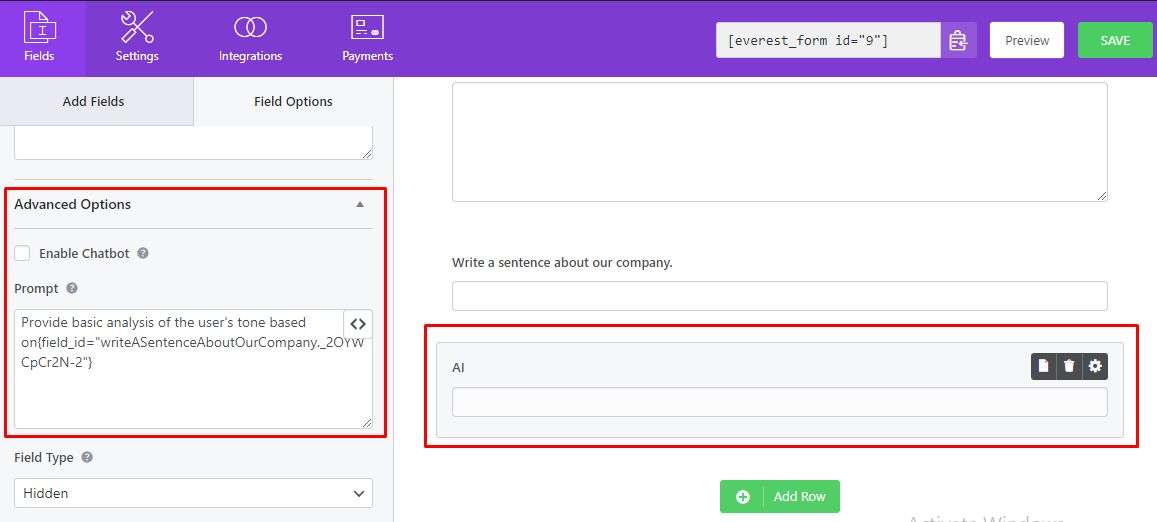 Fields
Settings
Integrations
Payments
[everest_form id="9"]
Preview
SAVE
Add Fields
Field Options
Advanced Options
Enable Chatbot
Prompt
Provide basic analysis of the user's tone based
on{field_id="writeASentenceAboutOurCompany._2OYW
CpCr2N-2"}
Field Type
Hidden
Write a sentence about our company.
AI
Add Row
Activate Windows